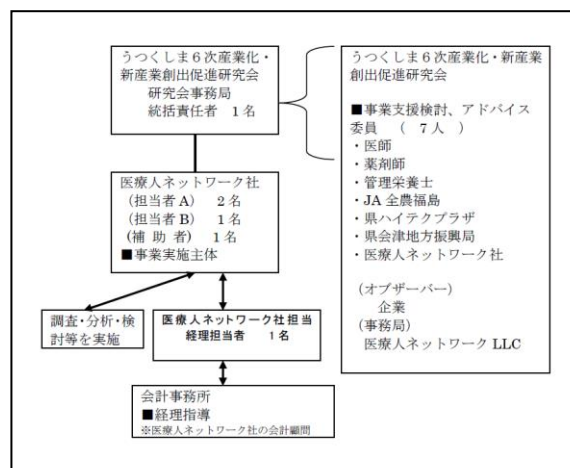 うつくしま６次産業化・
新産業創出促進研究会
研究会事務局
統括責任者　１名
医療人ネットワーク社
(担当者A)　２名
(担当者B)　１名
(補 助 者)　１名
■事業実施主体
調査・分析・検
討等を実施
医療人ネットワーク社担当
経理担当者　１名
会計事務所
■経理指導
※医療人ネットワーク社の会計顧問
うつくしま６次産業化・新産業
創出促進研究会
■事業支援検討、アドバイス
委員　（　７人　）
・医師
・薬剤師
・管理栄養士
・JA 全農福島
・県ハイテクプラザ
・県会津地方振興局
・医療人ネットワーク社
（オブザーバー）
企業
（事務局）
医療人ネットワーク LLC